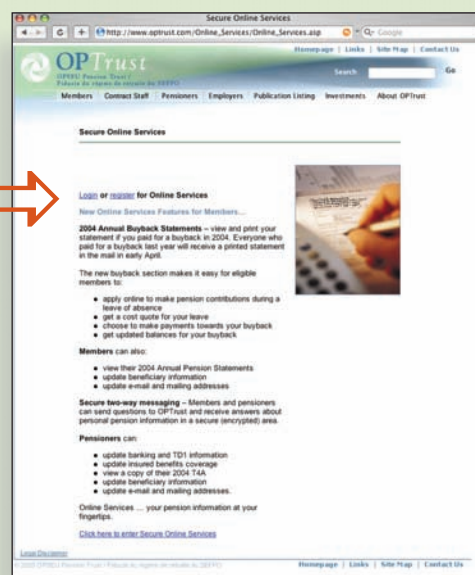 Secure Online Services
http://www.optrust.com/Online_Services/Online_Services.asp
Google
Homepage | Links | Site Map | Contact Us
OPTrust
OPSEU Pension Trust /
Fiducie du régime de retraite du SEFPO
Search
Go
Members Contract Staff Pensioners Employers Publication Listing Investments About OPTrust
Secure Online Services
Login or register for Online Services
New Online Services Features for Members...
2004 Annual Buyback Statements – view and print your
statement if you paid for a buyback in 2004. Everyone who
paid for a buyback last year will receive a printed statement
in the mail in early April.
The new buyback section makes it easy for eligible
members to:
● apply online to make pension contributions during a
leave of absence
● get a cost quote for your leave
● choose to make payments towards your buyback
● get updated balances for your buyback
Members can also:
● view their 2004 Annual Pension Statements
● update beneficiary information
● update e-mail and mailing addresses
Secure two-way messaging – Members and pensioners
can send questions to OPTrust and receive answers about
personal pension information in a secure (encrypted) area.
Pensioners can:
● update banking and TD1 information
● update insured benefits coverage
● view a copy of their 2004 T4A
● update beneficiary information
● update e-mail and mailing addresses.
Online Services ... your pension information at your
fingertips.
Click here to enter Secure Online Services
Legal Disclaimer
Homepage | Links | Site Map | Contact Us